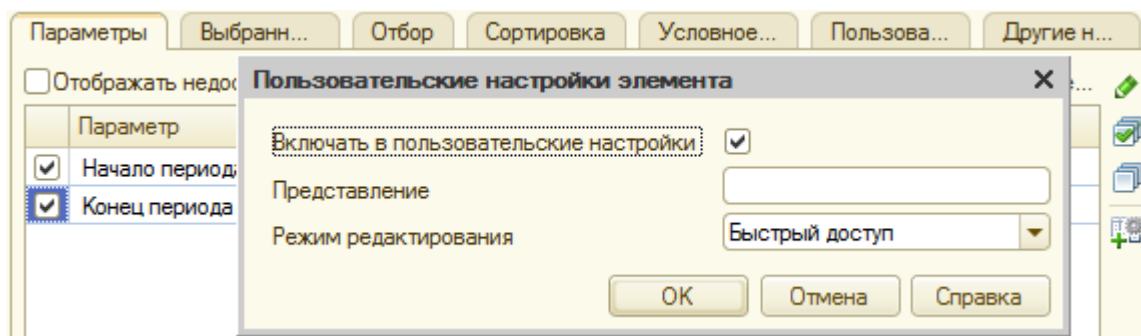 Параметры Выбранн... Отбор Сортировка Условное... Пользова... Другие н...
Отображать недос
Пользовательские настройки элемента
Параметр
Включать в пользовательские настройки
Начало периода
Представление
Конец периода
Режим редактирования Быстрый доступ
OK Отмена Справка